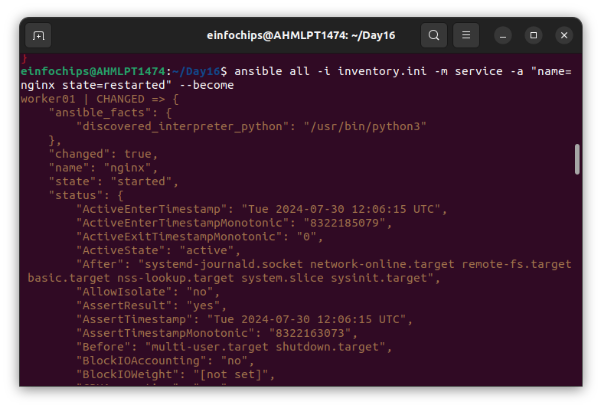 einfochips@AHMLPT1474: ~/Day16
}
einfochips@AHMLPT1474:~/Day16$ ansible all -i inventory.ini -m service -a "name=
nginx state=restarted" --become
worker01 | CHANGED => {
"ansible_facts": {
"discovered_interpreter_python": "/usr/bin/python3"
},
"changed": true,
"name": "nginx",
"state": "started",
"status": {
"ActiveEnterTimestamp": "Tue 2024-07-30 12:06:15 UTC",
"ActiveEnterTimestampMonotonic": "8322185079",
"ActiveExitTimestampMonotonic": "0",
"ActiveState": "active",
"After": "systemd-journald.socket network-online.target remote-fs.target
basic.target nss-lookup.target system.slice sysinit.target",
"AllowIsolate": "no",
"AssertResult": "yes",
"AssertTimestamp": "Tue 2024-07-30 12:06:15 UTC",
"AssertTimestampMonotonic": "8322163073",
"Before": "multi-user.target shutdown.target",
"BlockIOAccounting": "no",
"BlockIOWeight": "[not set]",